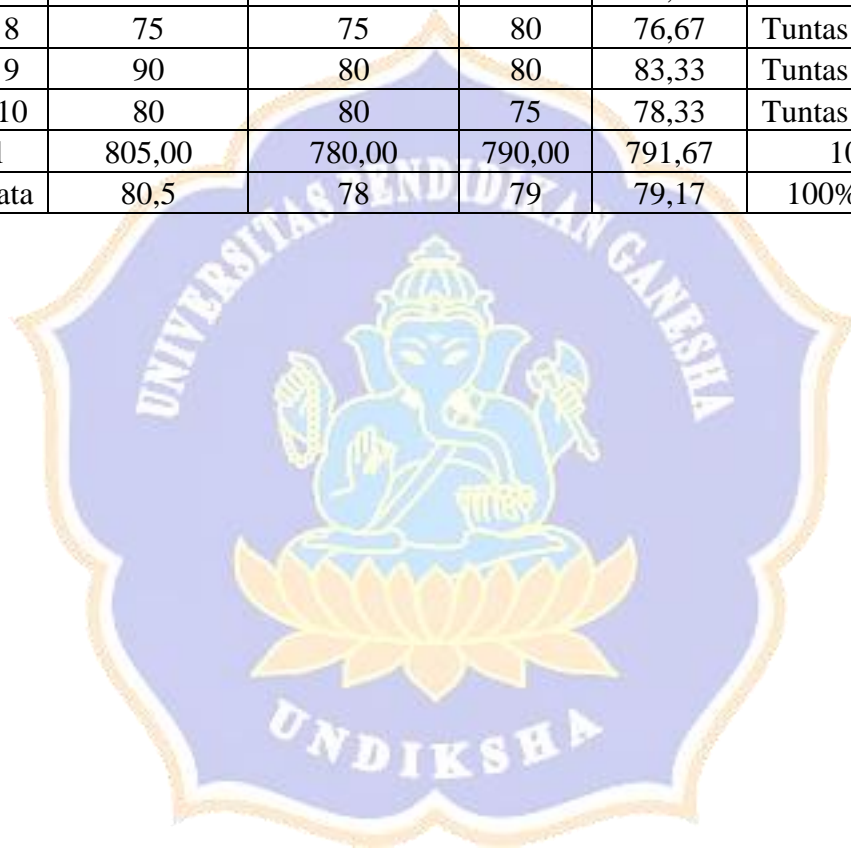 8 75 75 80 76,67 Tuntas
9 90 80 80 83,33 Tuntas
10 80 80 75 78,33 Tuntas
805,00 780,00 790,00 791,67 10
ata 80,5 78 79 79,17 100%
UNIVERSITAS PENDIDIKAN GANESHA
UNDIKSHA